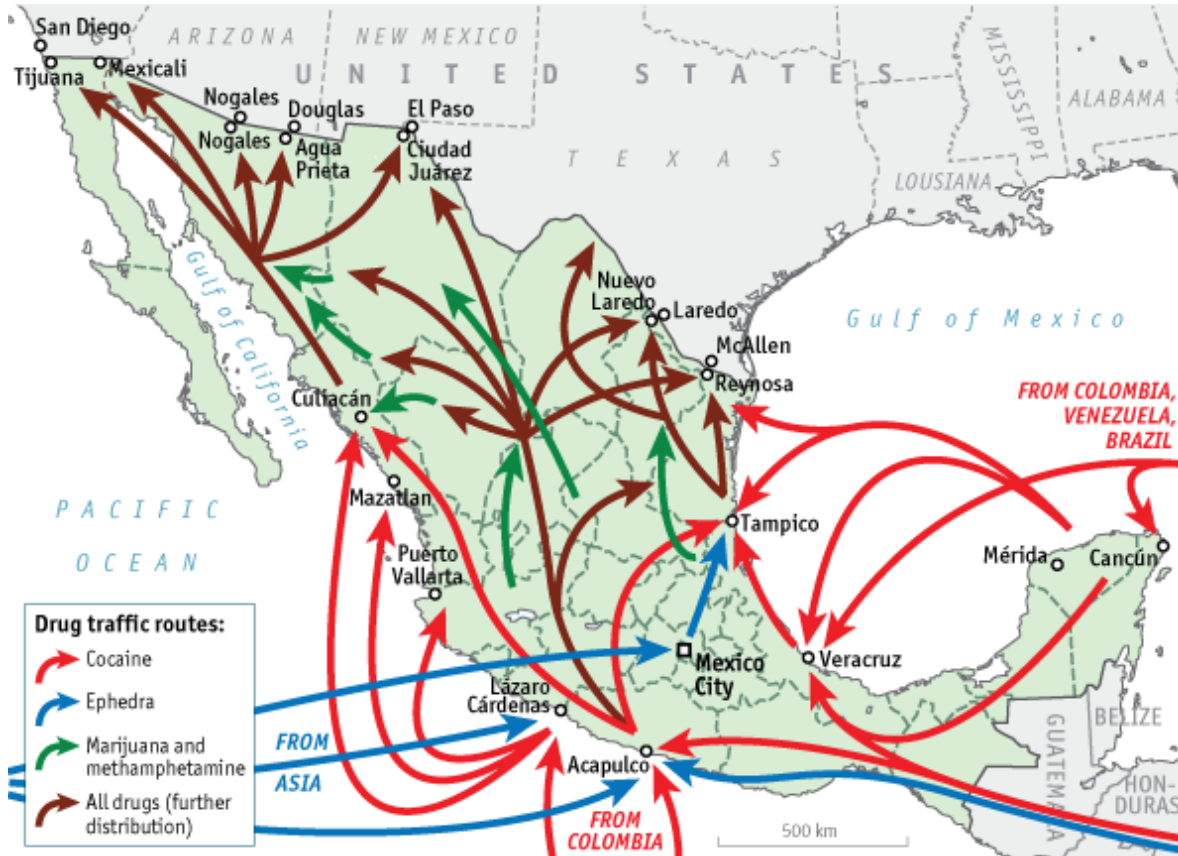 San Diego
ARIZONA
NEW MEXICO
MISSISSIPPI
Tijuana
Mexicali
UNITED STATES
ALABAMA
Nogales
Douglas
El Paso
Nogales
Agua
Prieta
Ciudad
Juárez
TEXAS
LOUSIANA
Gulf of California
Nuevo
Laredo
Laredo
Gulf of Mexico
McAllen
Reynosa
Culiacán
FROM COLOMBIA,
VENEZUELA,
BRAZIL
Mazatlan
PACIFIC
OCEAN
Tampico
Puerto
Vallarta
Mérida
Cancún
Drug traffic routes:
Cocaine
Ephedra
Marijuana and
methamphetamine
All drugs (further
distribution)
Mexico
City
Veracruz
Lázaro
Cárdenas
FROM
ASIA
Acapulco
FROM
COLOMBIA
500 km
GUATEMALA
BELIZE
HON-
DURAS